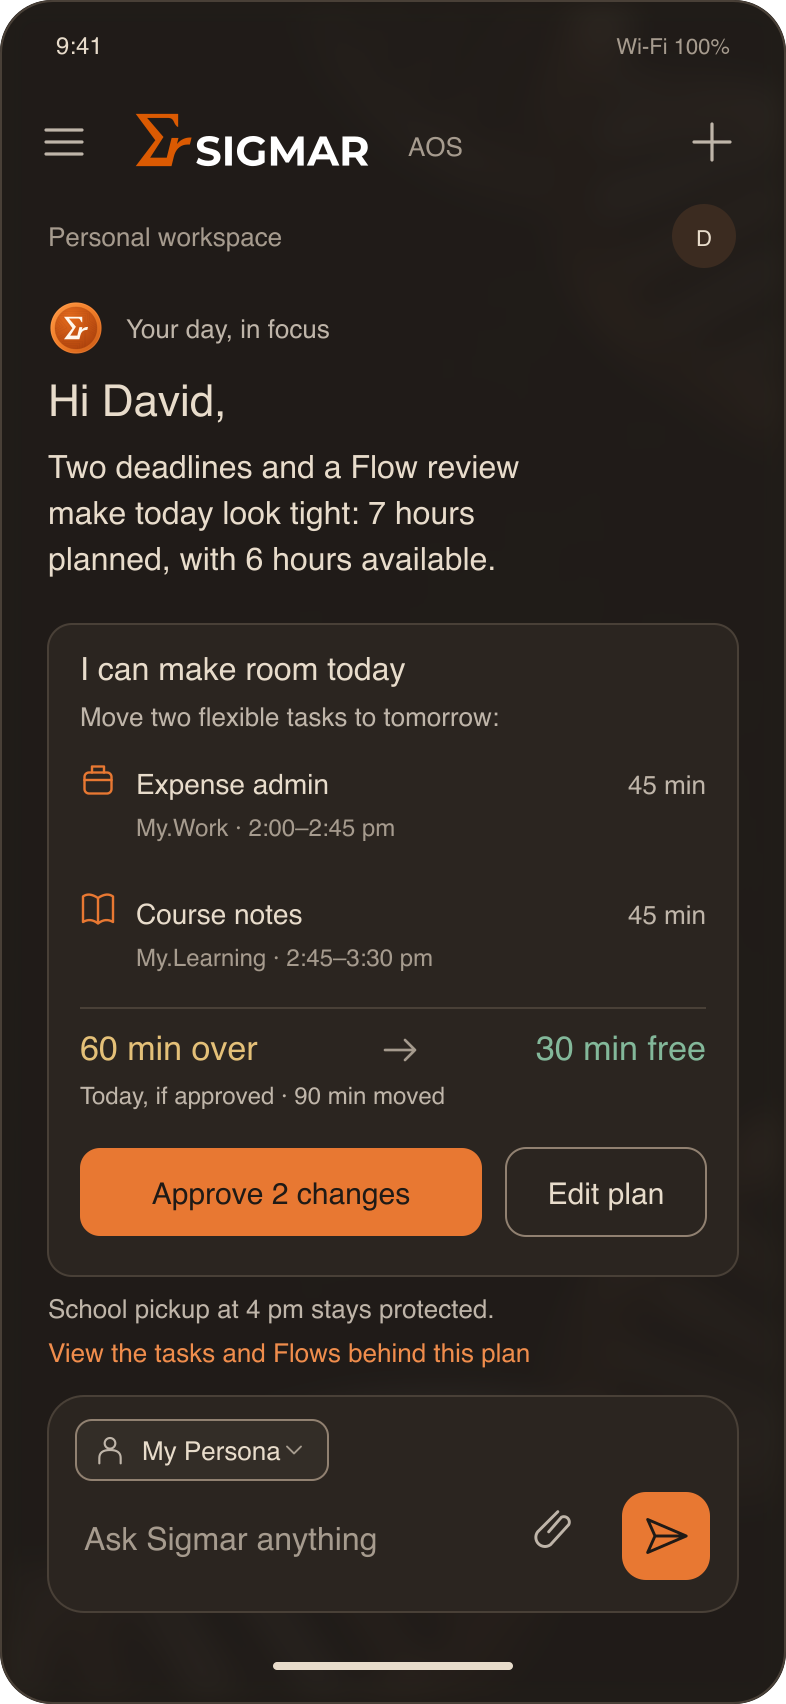 9:41
Wi-Fi 100%
Σr SIGMAR AOS
Personal workspace
D
Σr
Your day, in focus
Hi David,
Two deadlines and a Flow review
make today look tight: 7 hours
planned, with 6 hours available.
I can make room today
Move two flexible tasks to tomorrow:
Expense admin 45 min
My.Work · 2:00–2:45 pm
Course notes 45 min
My.Learning · 2:45–3:30 pm
60 min over → 30 min free
Today, if approved · 90 min moved
Approve 2 changes
Edit plan
School pickup at 4 pm stays protected.
View the tasks and Flows behind this plan
My Persona
Ask Sigmar anything